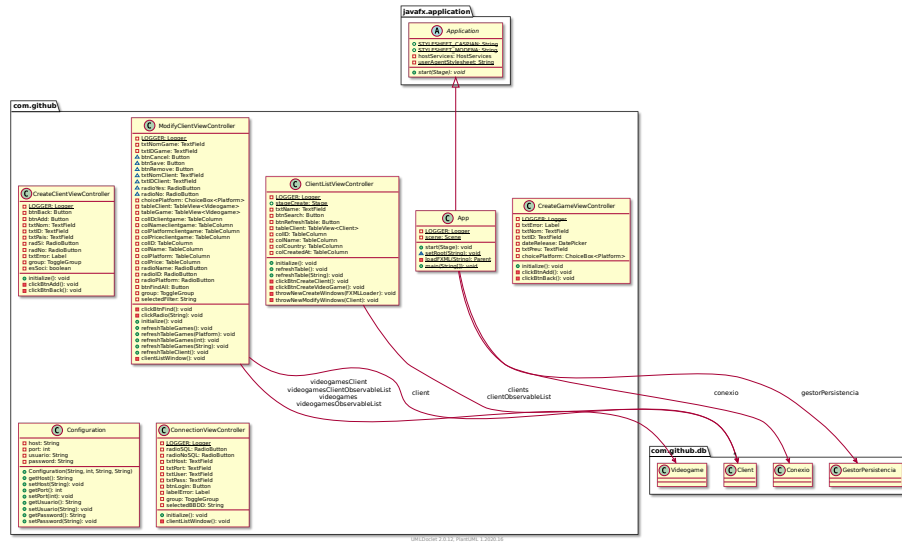 javafx.application
Application
STYLESHEET_CASPIAN: String
STYLESHEET_MODENA: String
hostServices: HostServices
userAgentStylesheet: String
start(Stage): void
com.github
ModifyClientViewController
LOGGER: Logger
txtNomGame: TextField
txtIDGame: TextField
btnCancel: Button
btnSave: Button
btnRemove: Button
txtNomClient: TextField
txtIDClient: TextField
radioYes: RadioButton
radioNo: RadioButton
choicePlatform: ChoiceBox<Platform>
tableClient: TableView<Videogame>
tableGame: TableView<Videogame>
colIDclientgame: TableColumn
colNameclientgame: TableColumn
colPlatformclientgame: TableColumn
colPriceclientgame: TableColumn
colID: TableColumn
colName: TableColumn
colPlatform: TableColumn
colPrice: TableColumn
radioName: RadioButton
radioID: RadioButton
radioPlatform: RadioButton
btnFindAll: Button
group: ToggleGroup
selectedFilter: String
clickBtnFind(): void
clickRadio(String): void
initialize(): void
refreshTableGames(): void
refreshTableGames(Platform): void
refreshTableGames(int): void
refreshTableGames(String): void
refreshTableClient(): void
clientListWindow(): void
CreateClientViewController
LOGGER: Logger
btnBack: Button
btnAdd: Button
txtNom: TextField
txtID: TextField
txtPais: TextField
radSi: RadioButton
radNo: RadioButton
txtError: Label
group: ToggleGroup
esSoci: boolean
initialize(): void
clickBtnAdd(): void
clickBtnBack(): void
ClientListViewController
LOGGER: Logger
stageCreate: Stage
txtName: TextField
btnSearch: Button
btnRefreshTable: Button
tableClient: TableView<Client>
colID: TableColumn
colName: TableColumn
colCountry: TableColumn
colCreatedAt: TableColumn
initialize(): void
refreshTable(): void
refreshTable(String): void
clickBtnCreateClient(): void
clickBtnCreateVideoGame(): void
throwNewCreateWindows(FXMLLoader): void
throwNewModifyWindows(Client): void
App
LOGGER: Logger
scene: Scene
start(Stage): void
setRoot(String): void
loadFXML(String): Parent
main(String[]): void
CreateGameViewController
LOGGER: Logger
txtError: Label
txtNom: TextField
txtID: TextField
dateRelease: DatePicker
txtPreu: TextField
choicePlatform: ChoiceBox<Platform>
initialize(): void
clickBtnAdd(): void
clickBtnBack(): void
videogamesClient
videogamesClientObservableList
videogames
videogamesObservableList
client
clients
clientObservableList
conexio
gestorPersistencia
Configuration
host: String
port: int
usuario: String
password: String
Configuration(String, int, String, String)
getHost(): String
setHost(String): void
getPort(): int
setPort(int): void
getUsuario(): String
setUsuario(String): void
getPassword(): String
setPassword(String): void
ConnectionViewController
LOGGER: Logger
radioSQL: RadioButton
radioNoSQL: RadioButton
txtHost: TextField
txtPort: TextField
txtUser: TextField
txtPass: TextField
btnLogin: Button
labelError: Label
group: ToggleGroup
selectedBBDD: String
initialize(): void
clientListWindow(): void
com.github.db
Videogame
Client
Conexio
GestorPersistencia
UMLDoclet 2.0.12, PlantUML 1.2020.16